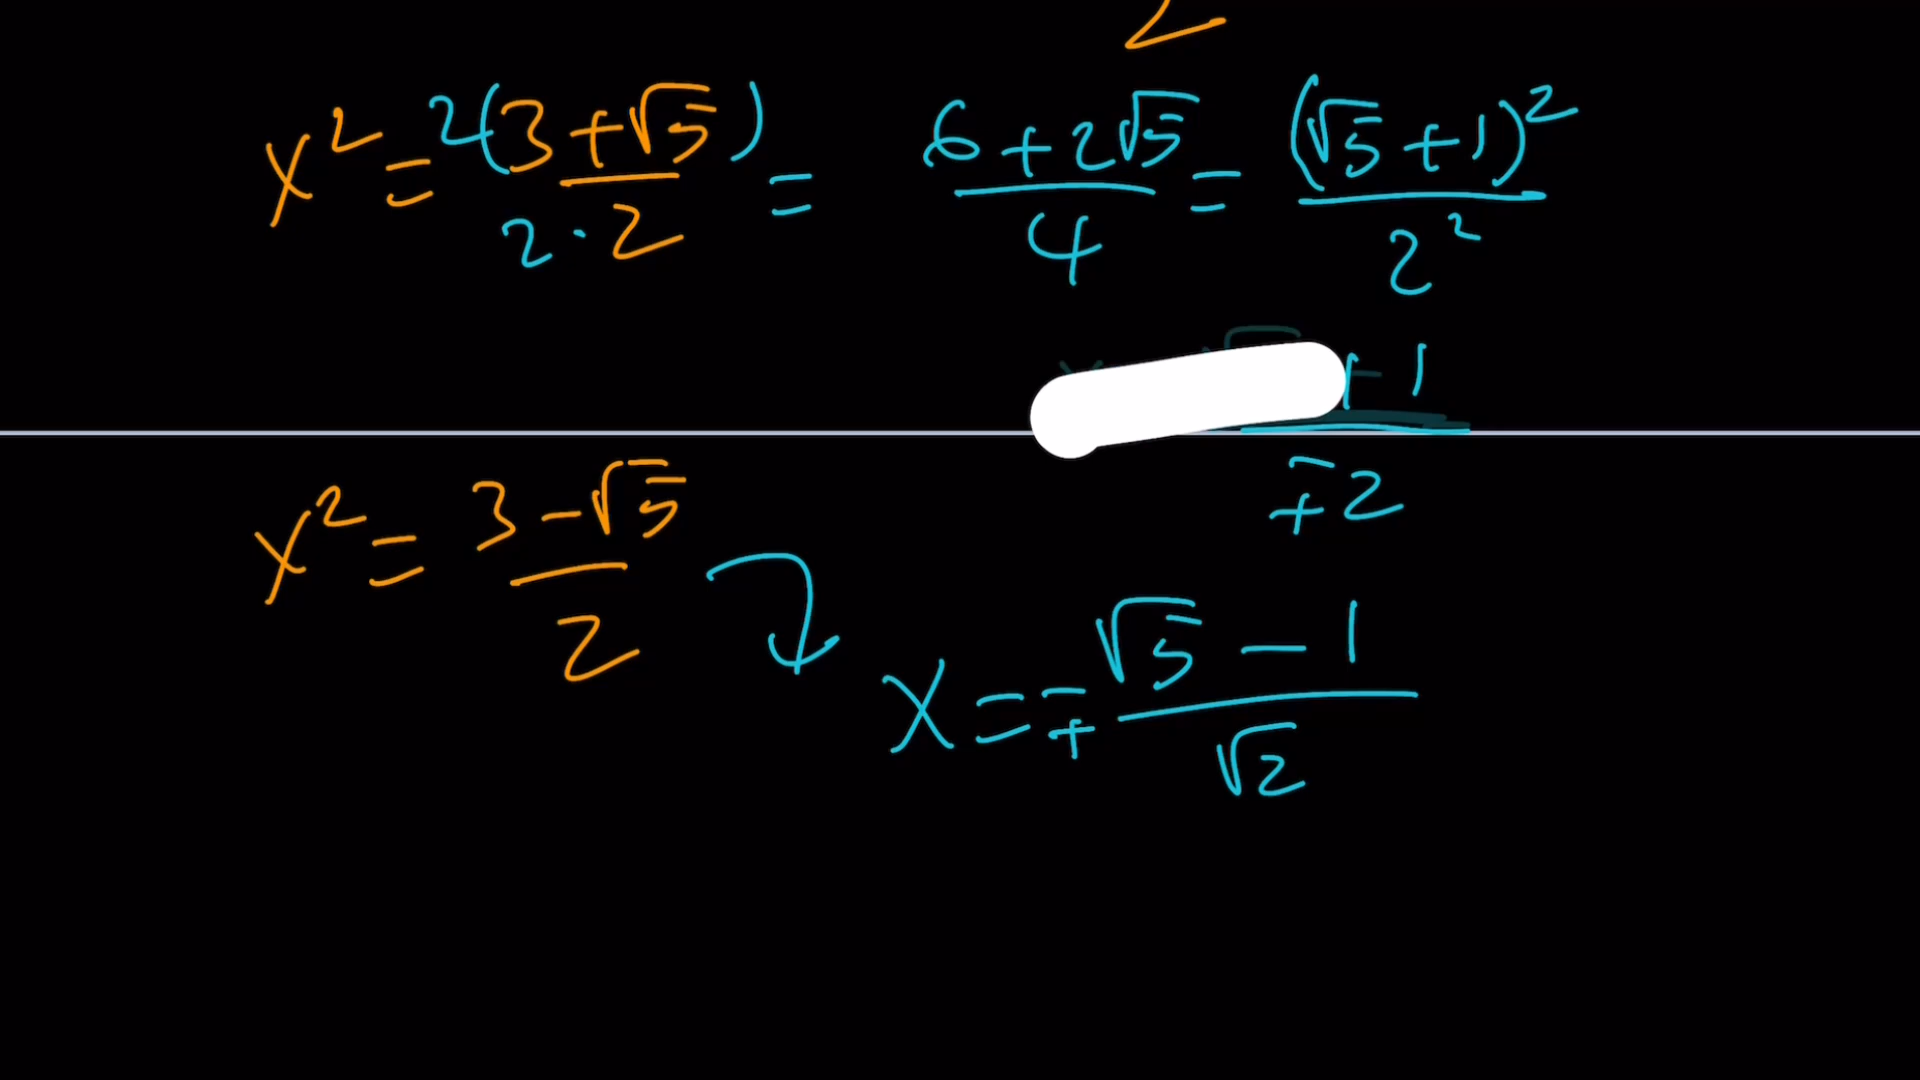 2
x² = 2(3+√5) / 2·2 = 6+2√5 / 4 = (√5+1)² / 2²
+ 1 / ∓2
x² = 3-√5 / 2
x = ∓ √5 - 1 / √2